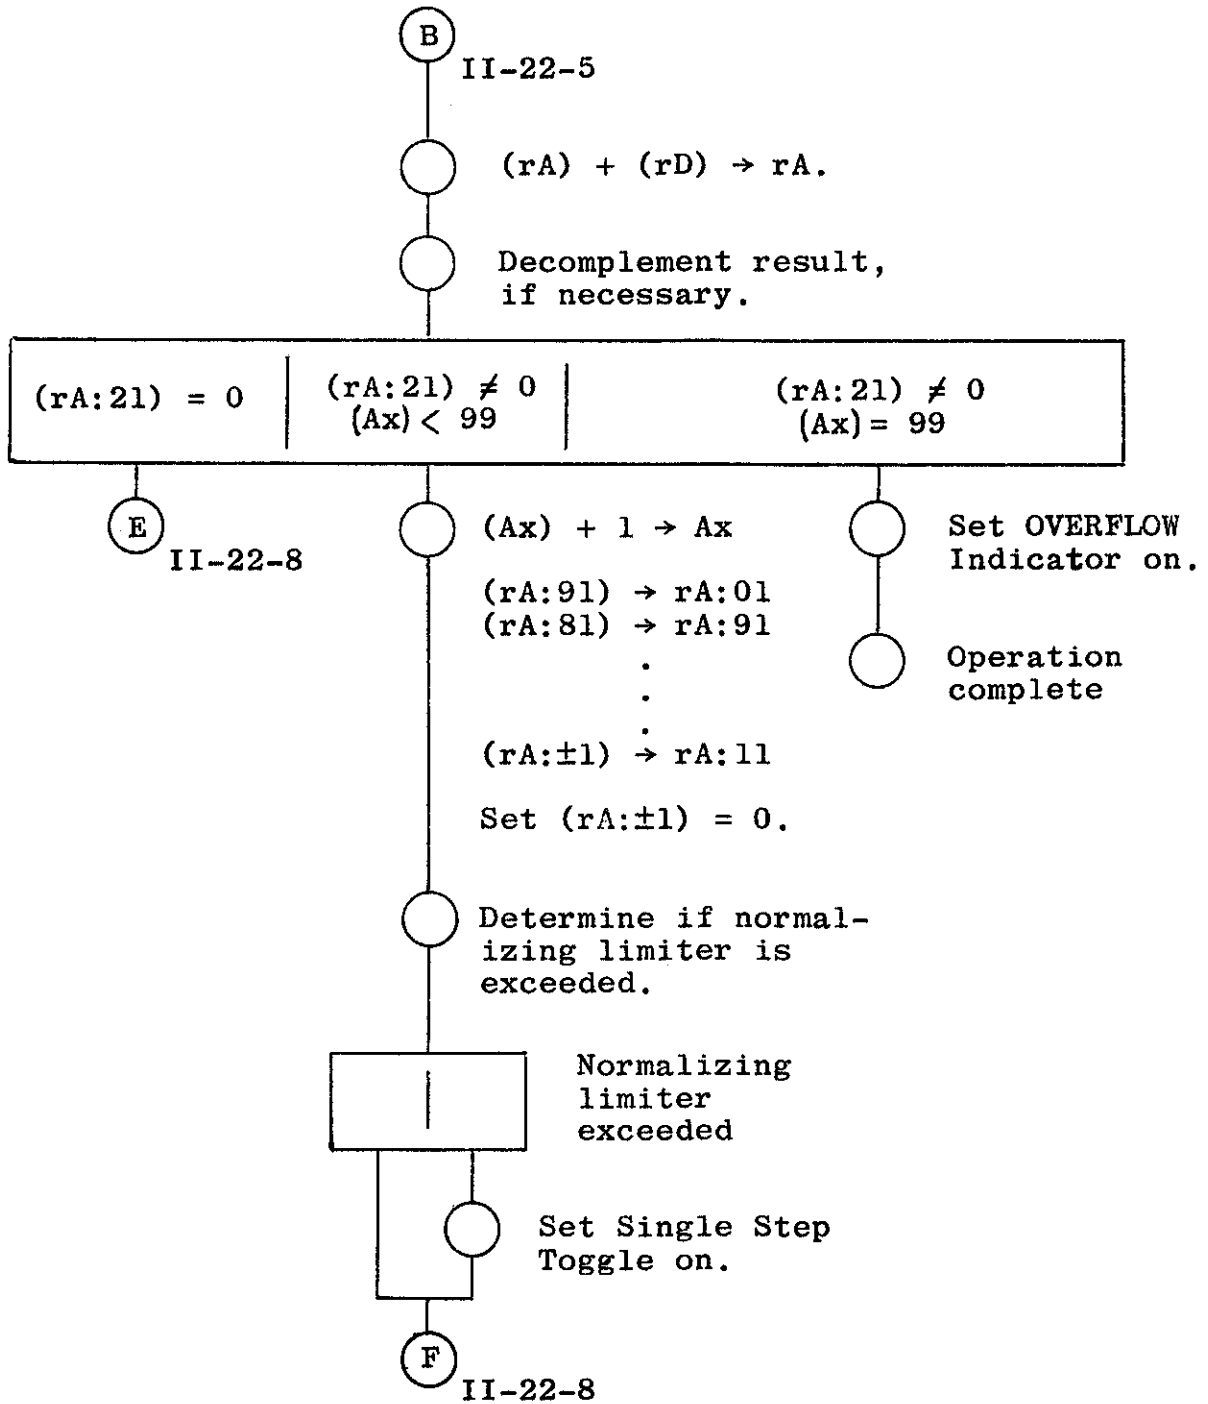 B
II-22-5
(rA) + (rD) → rA.
Decomplement result,
if necessary.
(rA:21) = 0
(rA:21) ≠ 0
(Ax) < 99
(rA:21) ≠ 0
(Ax) = 99
E
II-22-8
(Ax) + 1 → Ax
(rA:91) → rA:01
(rA:81) → rA:91
.
.
.
(rA:±1) → rA:11
Set (rA:±1) = 0.
Set OVERFLOW
Indicator on.
Operation
complete
Determine if normal-
izing limiter is
exceeded.
Normalizing
limiter
exceeded
Set Single Step
Toggle on.
F
II-22-8